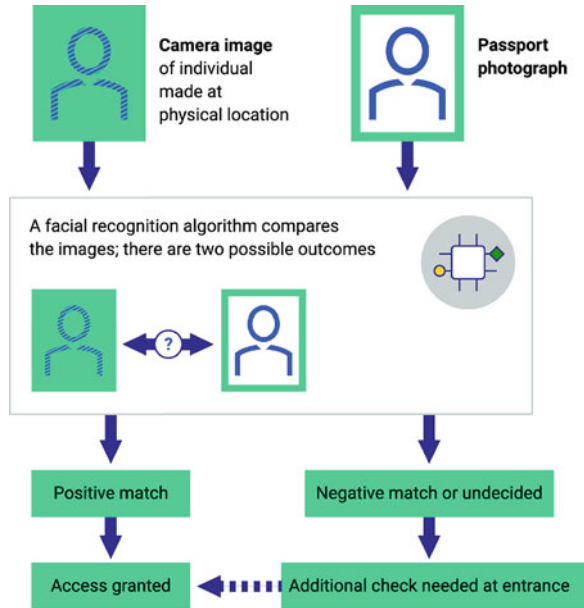 Camera image
of individual
made at
physical location
Passport
photograph
A facial recognition algorithm compares
the images; there are two possible outcomes
?
Positive match
Negative match or undecided
Access granted
Additional check needed at entrance